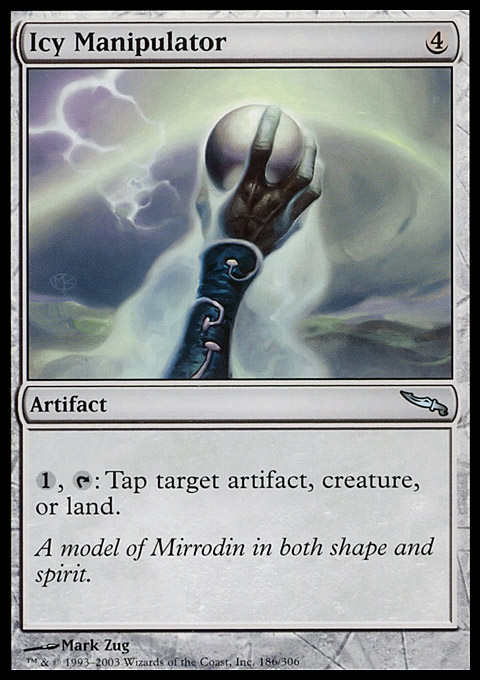 Icy Manipulator 4
Artifact
1, : Tap target artifact, creature,
or land.
A model of Mirrodin in both shape and
spirit.
Mark Zug
™ & © 1993–2003 Wizards of the Coast, Inc. 186/306